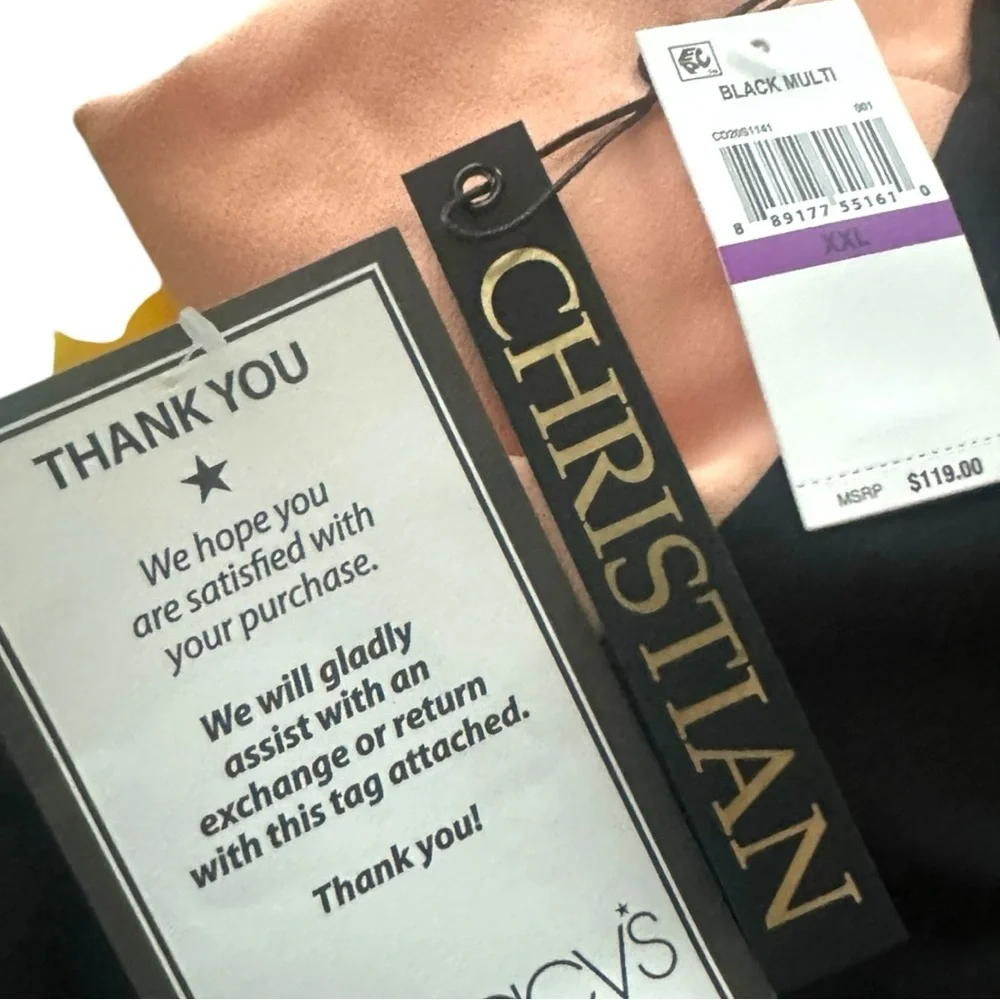 THANK YOU
We hope you
are satisfied with
your purchase.
We will gladly
assist with an
exchange or return
with this tag attached.
Thank you!
CHRISTIAN
EPC
BLACK MULTI
001
CD20S1141
8 89177 55161 0
XXL
MSRP $119.00